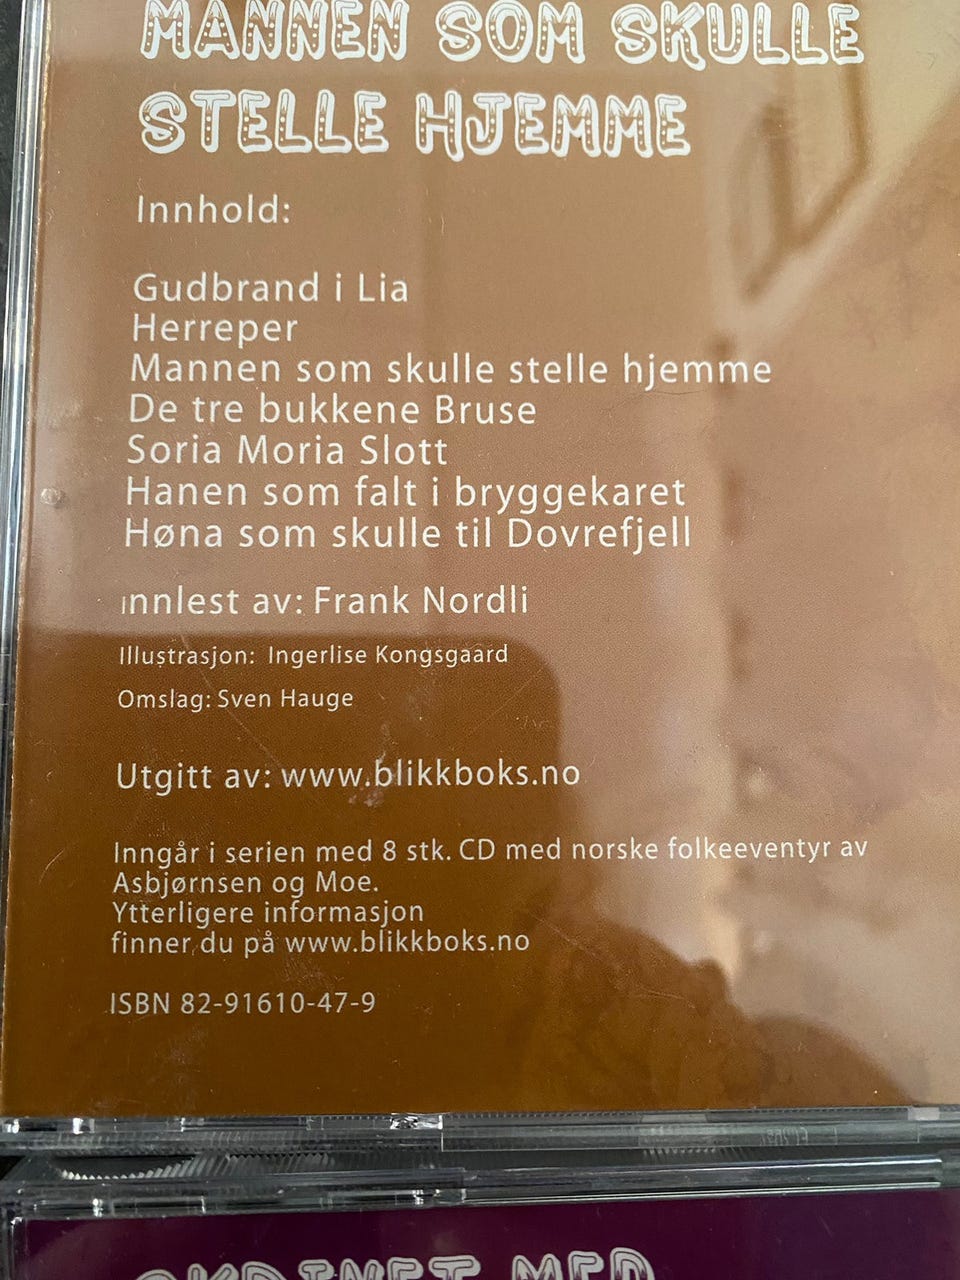 MANNEN SOM SKULLE
STELLE HJEMME
Innhold:
Gudbrand i Lia
Herreper
Mannen som skulle stelle hjemme
De tre bukkene Bruse
Soria Moria Slott
Hanen som falt i bryggekaret
Høna som skulle til Dovrefjell
Innlest av: Frank Nordli
Illustrasjon: Ingerlise Kongsgaard
Omslag: Sven Hauge
Utgitt av: www.blikkboks.no
Inngår i serien med 8 stk. CD med norske folkeeventyr av
Asbjørnsen og Moe.
Ytterligere informasjon
finner du på www.blikkboks.no
ISBN 82-91610-47-9
MED